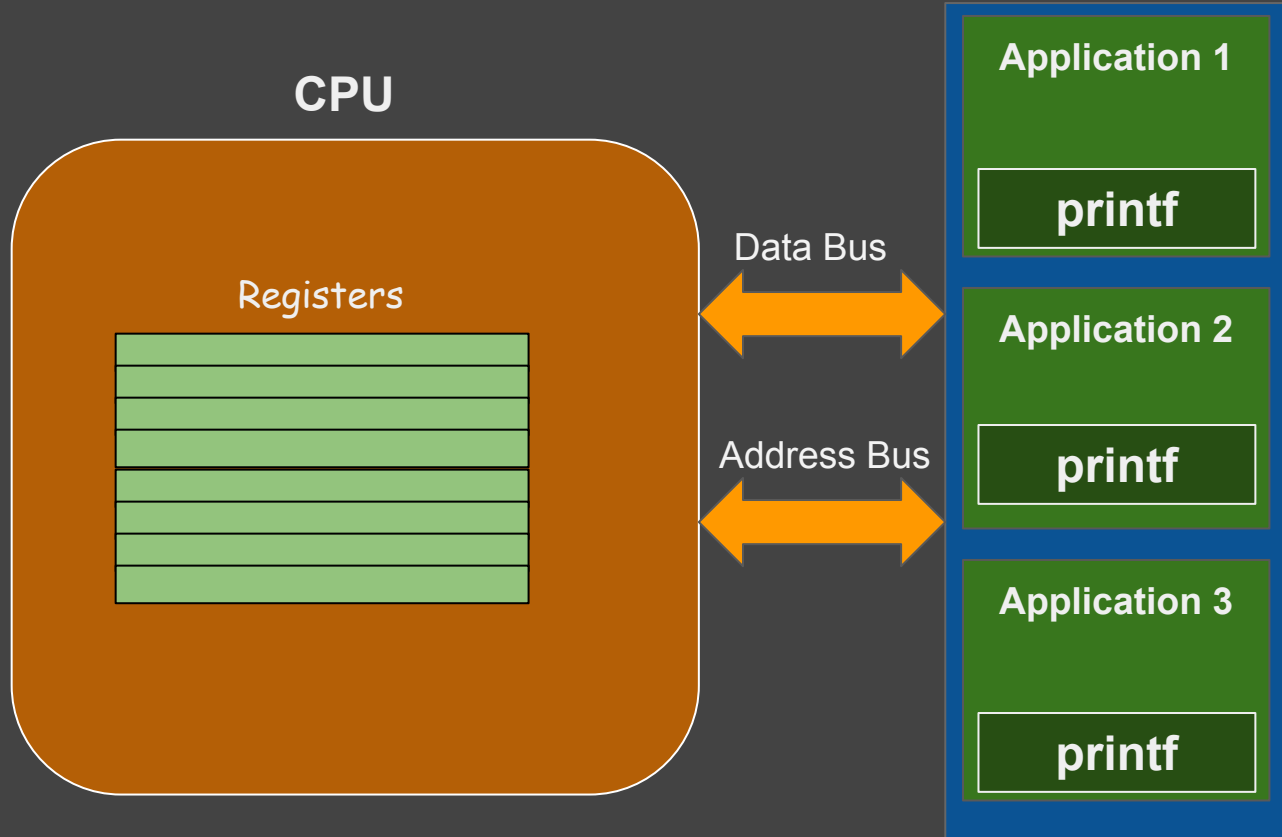 CPU
Registers
Data Bus
Address Bus
Application 1
printf
Application 2
printf
Application 3
printf